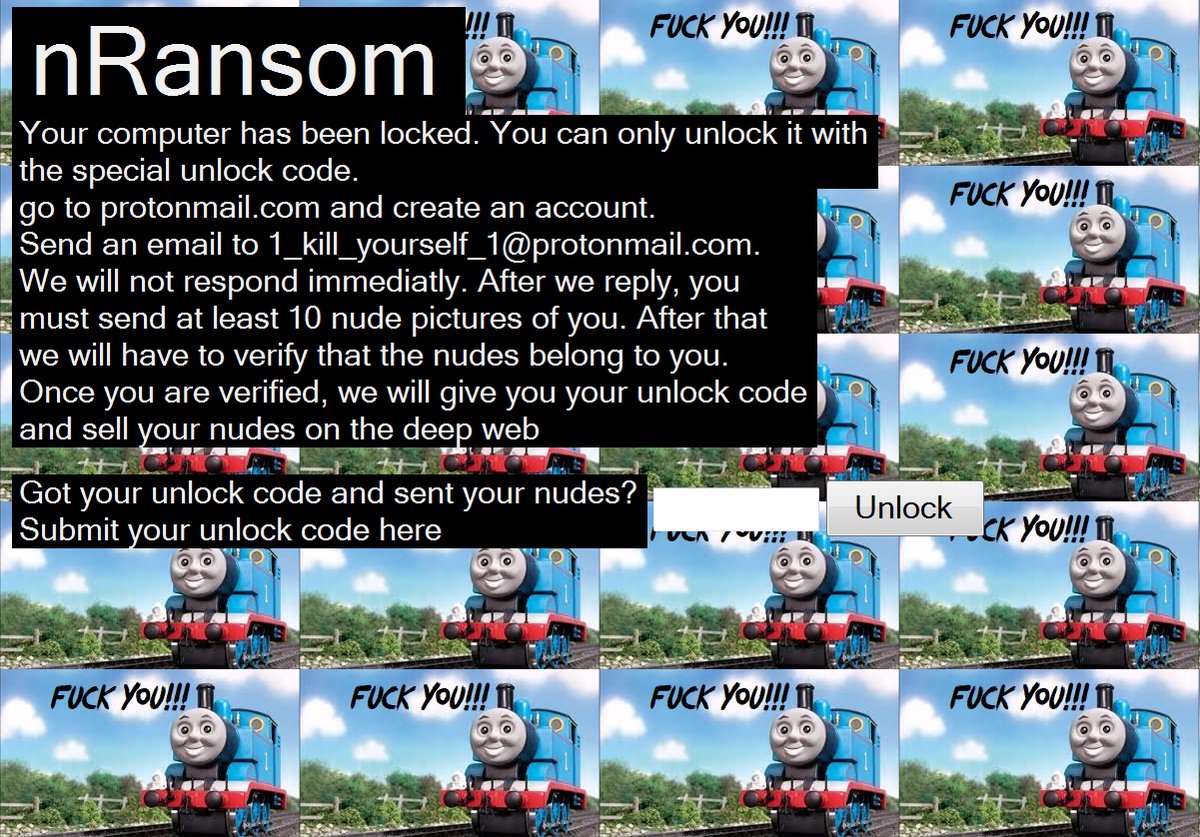 nRansom
!!!
FUCK YOU!!!
FUCK YOU!!!
Your computer has been locked. You can only unlock it with
the special unlock code.
go to protonmail.com and create an account.
FUCK YOU!!!
Send an email to 1_kill_yourself_1@protonmail.com.
We will not respond immediatly. After we reply, you
must send at least 10 nude pictures of you. After that
we will have to verify that the nudes belong to you.
FUCK YOU!!!
Once you are verified, we will give you your unlock code
and sell your nudes on the deep web
Got your unlock code and sent your nudes?
Submit your unlock code here
Unlock
FUCK YOU!!!
CK YOU!!!
FUCK YOU!!!
FUCK YOU!!!
FUCK YOU!!!
FUCK YOU!!!